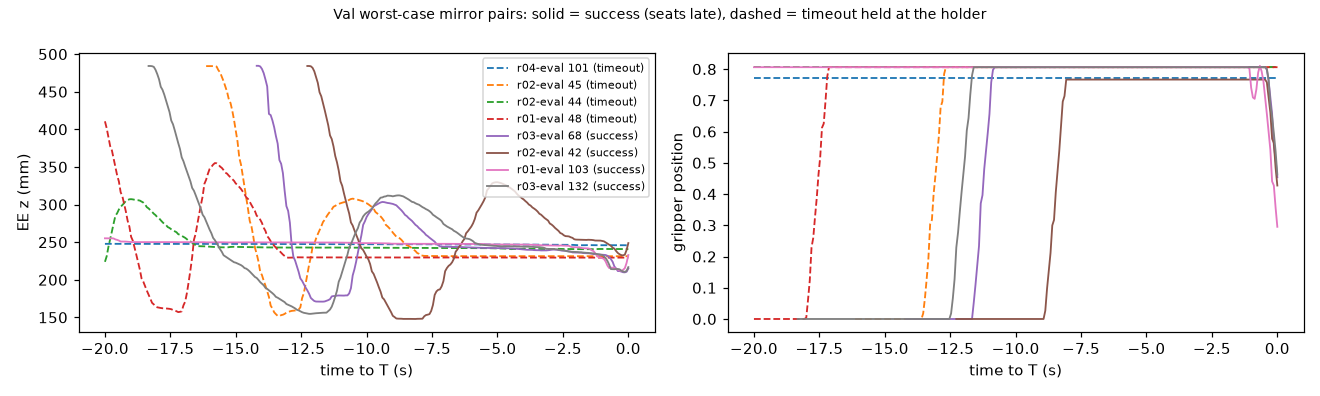 Val worst-case mirror pairs: solid = success (seats late), dashed = timeout held at the holder
EE z (mm)
500
450
400
350
300
250
200
150
−20.0 −17.5 −15.0 −12.5 −10.0 −7.5 −5.0 −2.5 0.0
time to T (s)
r04-eval 101 (timeout)
r02-eval 45 (timeout)
r02-eval 44 (timeout)
r01-eval 48 (timeout)
r03-eval 68 (success)
r02-eval 42 (success)
r01-eval 103 (success)
r03-eval 132 (success)
gripper position
0.8
0.7
0.6
0.5
0.4
0.3
0.2
0.1
0.0
−20.0 −17.5 −15.0 −12.5 −10.0 −7.5 −5.0 −2.5 0.0
time to T (s)